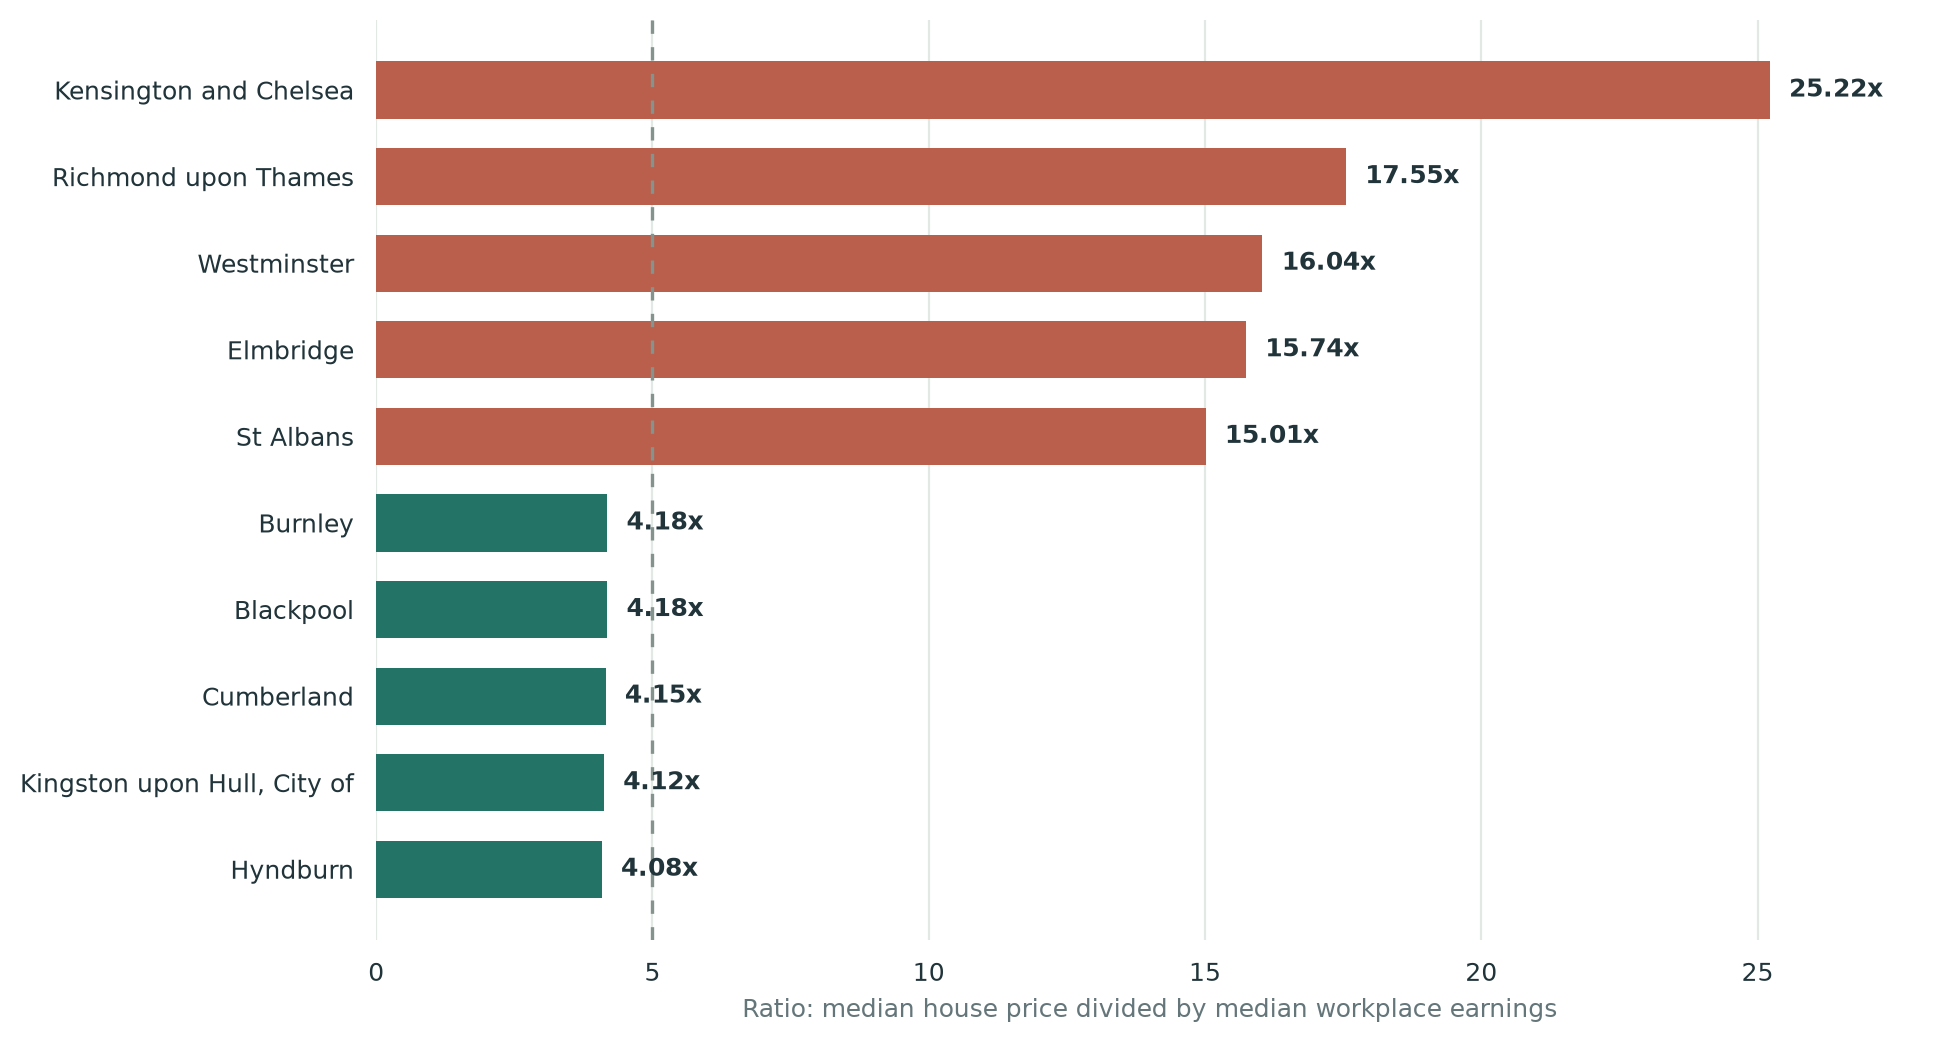 Kensington and Chelsea 25.22x
Richmond upon Thames 17.55x
Westminster 16.04x
Elmbridge 15.74x
St Albans 15.01x
Burnley 4.18x
Blackpool 4.18x
Cumberland 4.15x
Kingston upon Hull, City of 4.12x
Hyndburn 4.08x
0 5 10 15 20 25
Ratio: median house price divided by median workplace earnings